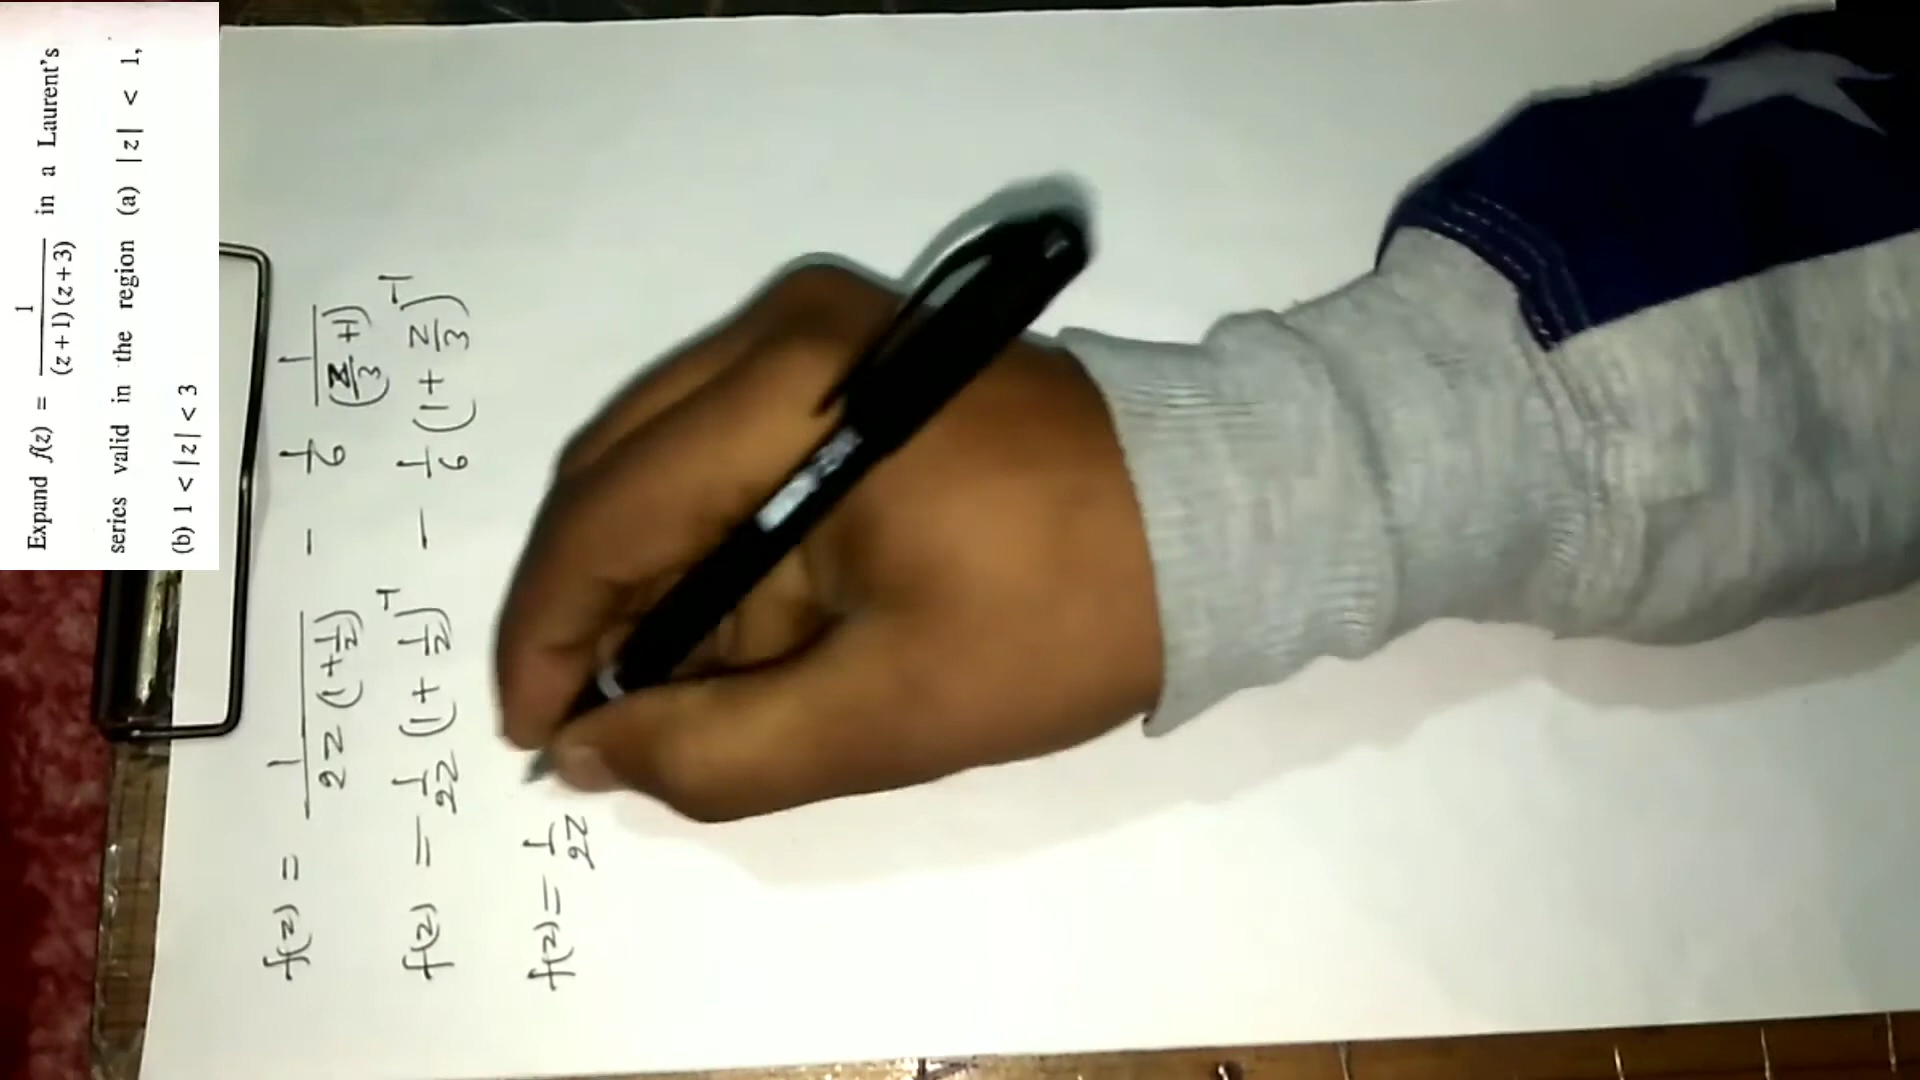 Expand f(z) = 1/((z+1)(z+3)) in a Laurent's
series valid in the region (a) |z| < 1,
(b) 1 < |z| < 3
f(z) = 1/(2z(1+1/z)) - 1/6 1/(z/3+1)
f(z) = 1/2z (1+1/z)^-1 - 1/6 (1+z/3)^-1
f(z) = 1/2z